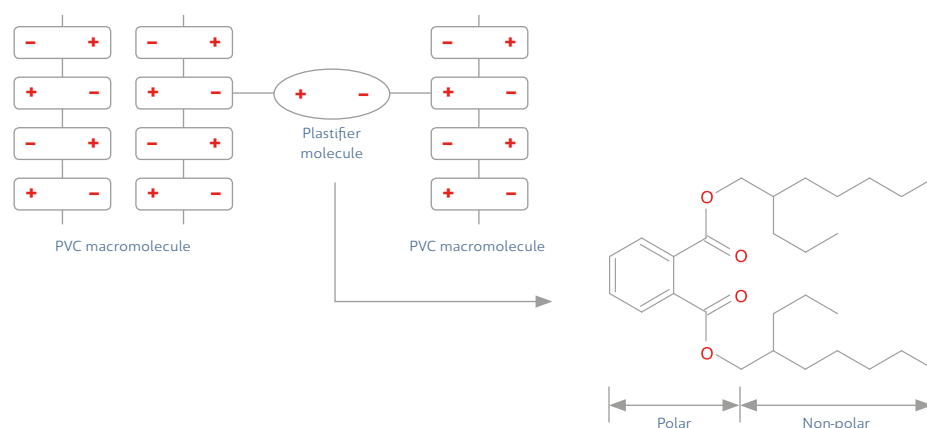 − + − + − +
+ − + − + −
+ −
− + − + − +
+ − + − + −
Plastifier
molecule
PVC macromolecule
PVC macromolecule
O
O
O
O
Polar
Non-polar